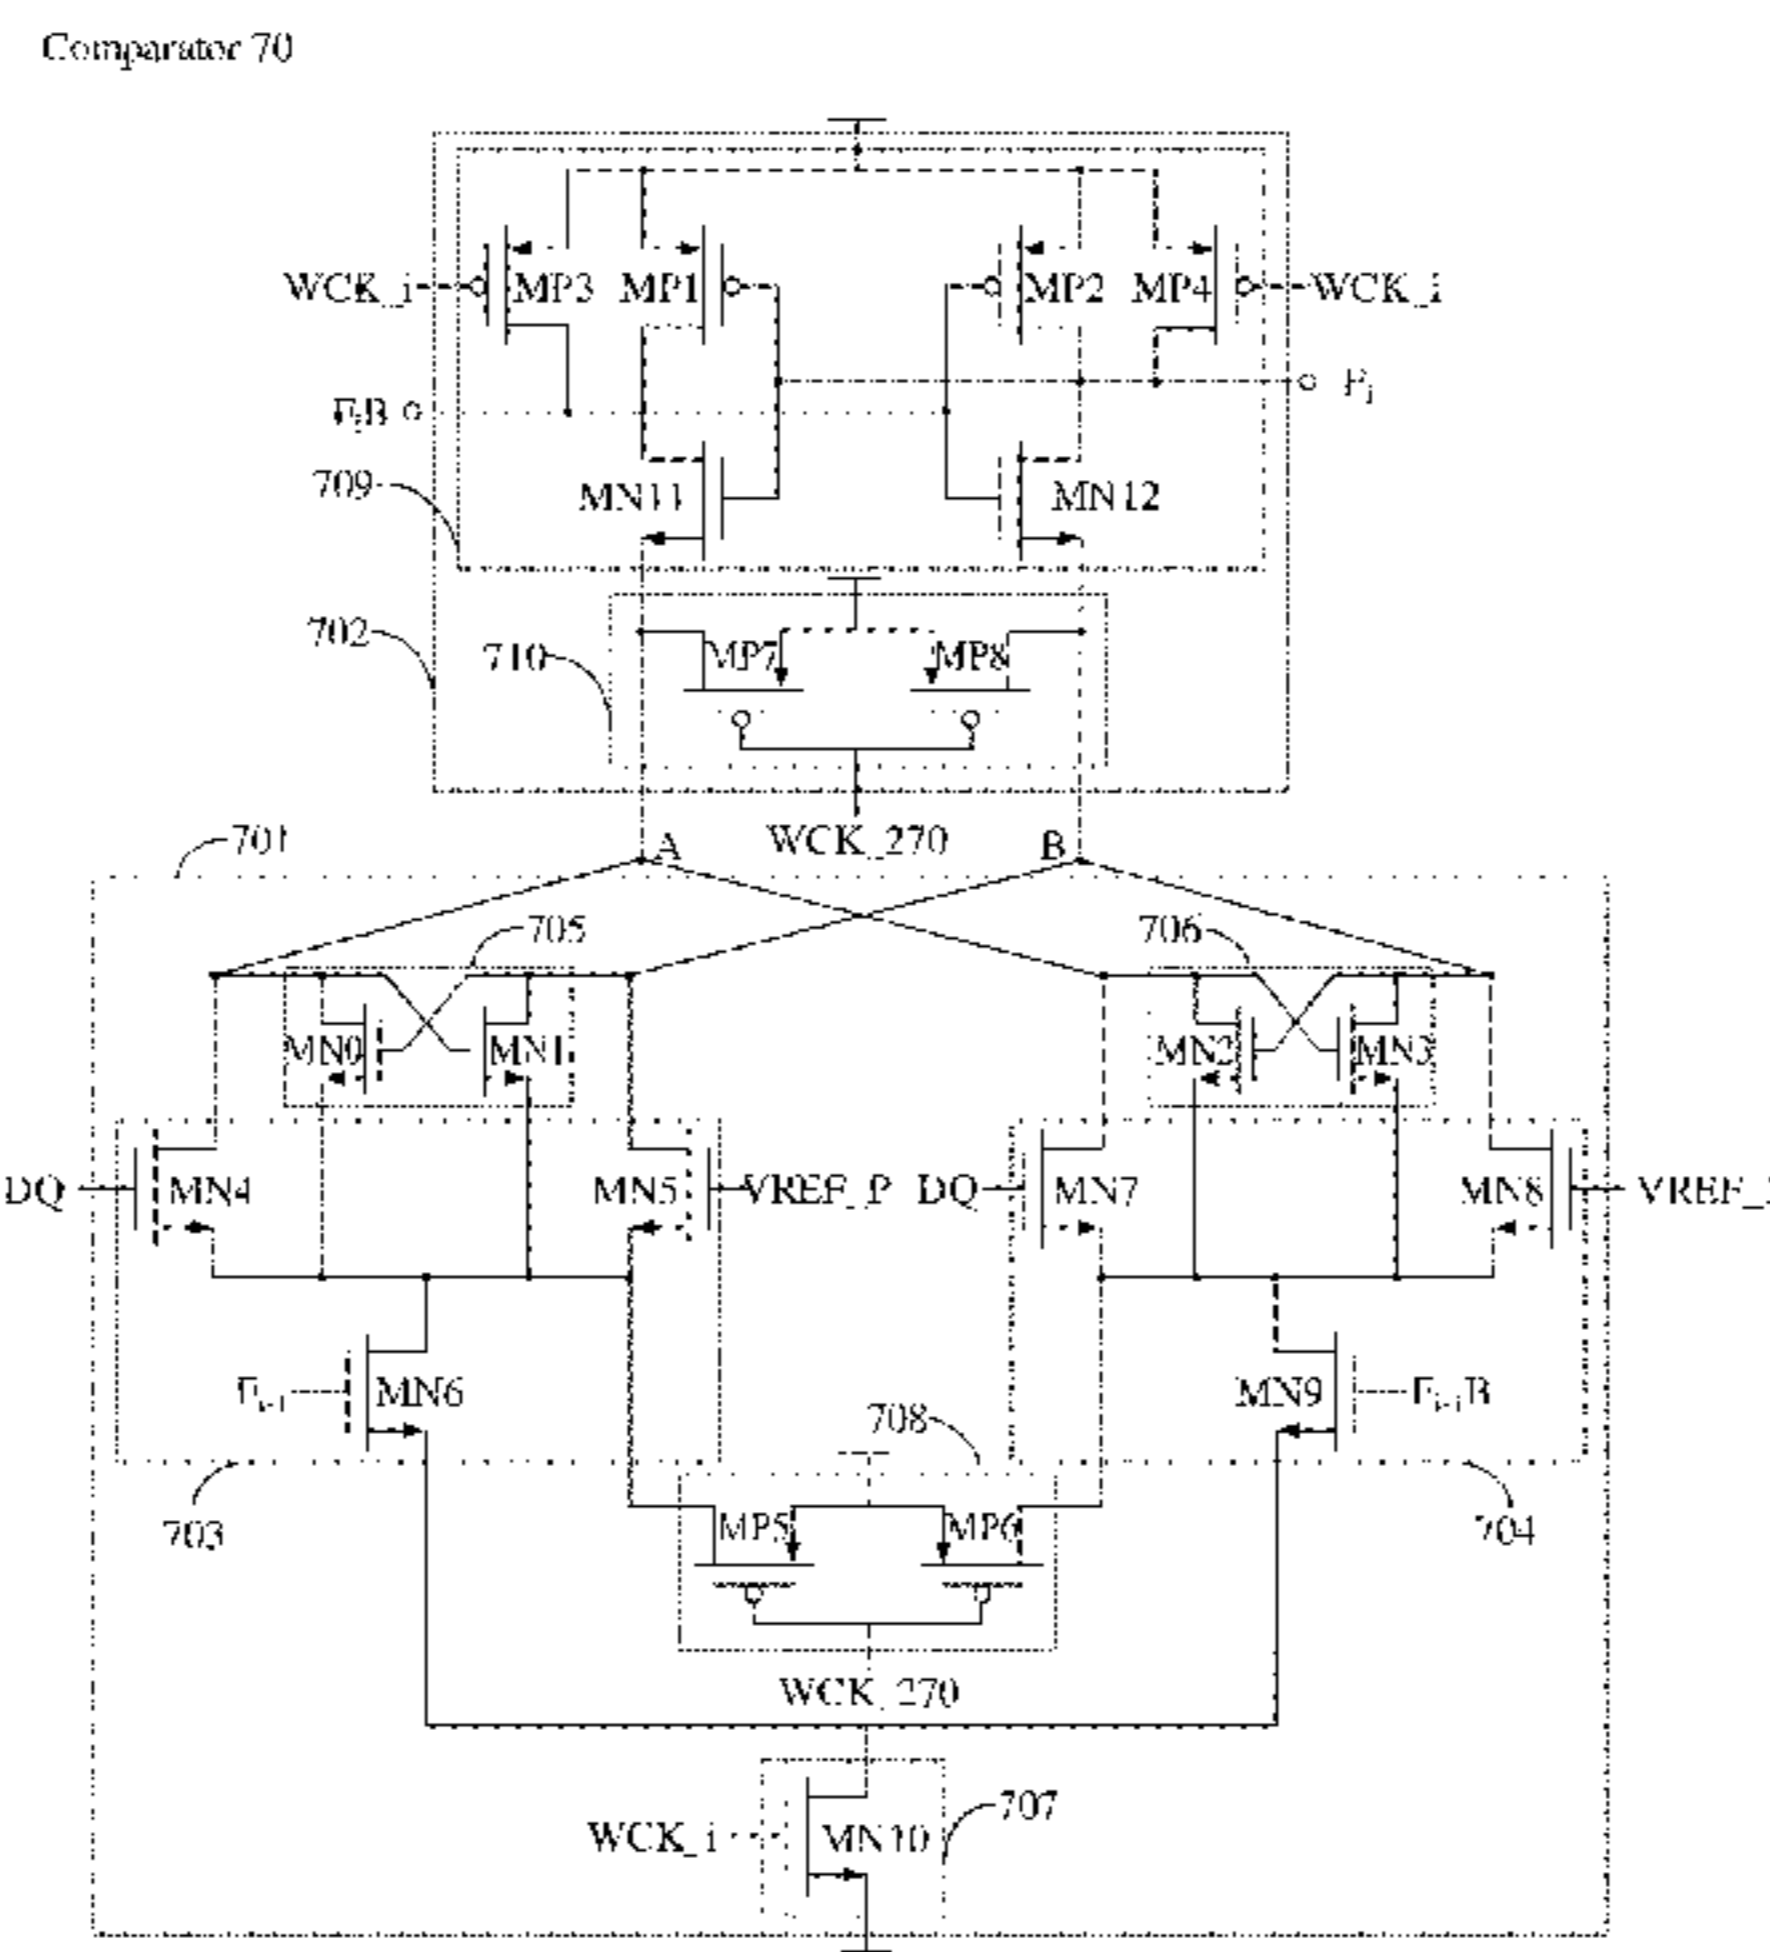 Comparator 70
WCK_i
MP3
MP1
MP2
MP4
WCK_i
709
MN11
MN12
702
710
MP7
MP8
WCK_270
701
A
B
705
706
MN0
MN1
MN2
MN3
DQ
MN4
MN5
VREF_P
DQ
MN7
MN8
MN6
MN9
703
708
704
MP5
MP6
WCK_270
WCK_i
MN10
707